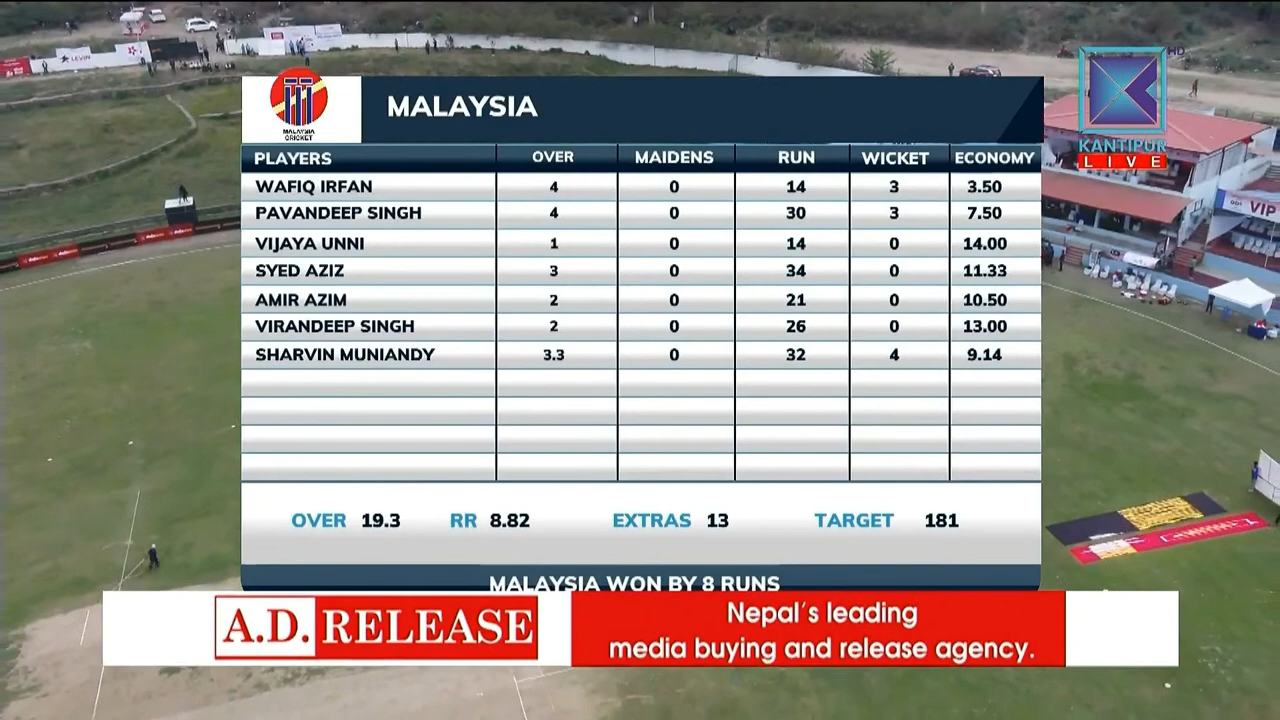 LEVIN
HD
KANTIPUR
LIVE
VIP
MALAYSIA
CRICKET
MALAYSIA
PLAYERS OVER MAIDENS RUN WICKET ECONOMY
WAFIQ IRFAN 4 0 14 3 3.50
PAVANDEEP SINGH 4 0 30 3 7.50
VIJAYA UNNI 1 0 14 0 14.00
SYED AZIZ 3 0 34 0 11.33
AMIR AZIM 2 0 21 0 10.50
VIRANDEEP SINGH 2 0 26 0 13.00
SHARVIN MUNIANDY 3.3 0 32 4 9.14
OVER 19.3 RR 8.82 EXTRAS 13 TARGET 181
MALAYSIA WON BY 8 RUNS
A.D. RELEASE
Nepal's leading
media buying and release agency.